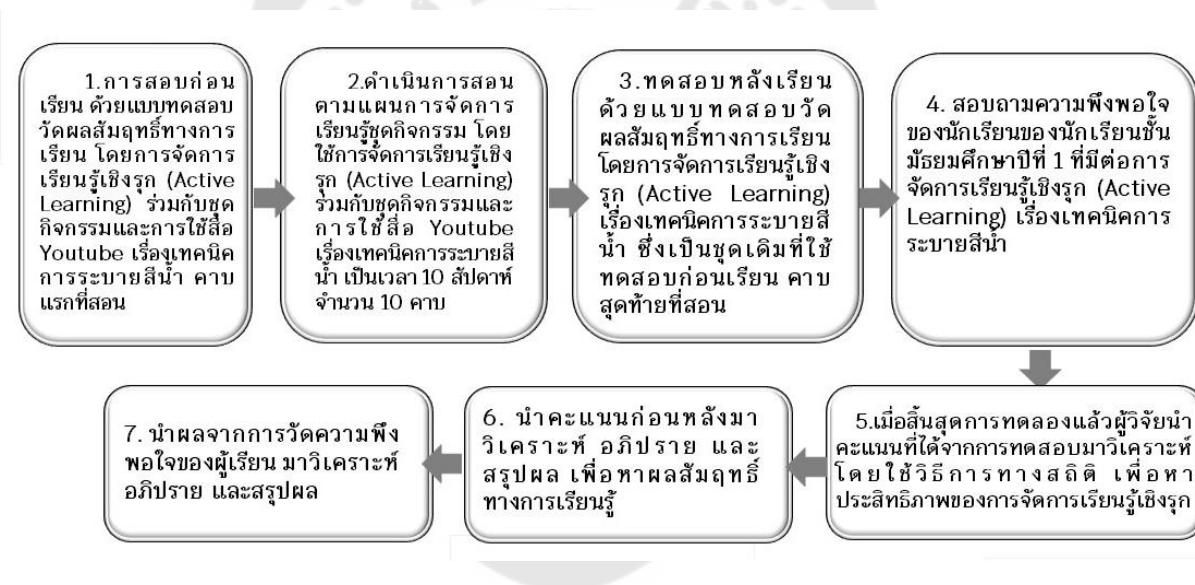 1.การสอบก่อน
เรียน ด้วยแบบทดสอบ
วัดผลสัมฤทธิ์ทางการ
เรียน โดยการจัดการ
เรียนรู้เชิงรุก (Active
Learning) ร่วมกับชุด
กิจกรรมและการใช้สื่อ
Youtube เรื่องเทคนิค
การระบายสีน้ำ คาบ
แรกที่สอน
2.ดำเนินการสอน
ตามแผนการจัดการ
เรียนรู้ชุดกิจกรรม โดย
ใช้การจัดการเรียนรู้เชิง
รุก (Active Learning)
ร่วมกับชุดกิจกรรมและ
การใช้สื่อ Youtube
เรื่องเทคนิคการระบายสี
น้ำ เป็นเวลา 10 สัปดาห์
จำนวน 10 คาบ
3.ทดสอบหลังเรียน
ด้วยแบบทดสอบวัด
ผลสัมฤทธิ์ทางการเรียน
โดยการจัดการเรียนรู้เชิง
รุก (Active Learning)
เรื่องเทคนิคการระบายสี
น้ำ ซึ่งเป็นชุดเดิมที่ใช้
ทดสอบก่อนเรียน คาบ
สุดท้ายที่สอน
4. สอบถามความพึงพอใจ
ของนักเรียนของนักเรียนชั้น
มัธยมศึกษาปีที่ 1 ที่มีต่อการ
จัดการเรียนรู้เชิงรุก (Active
Learning) เรื่องเทคนิคการ
ระบายสีน้ำ
5.เมื่อสิ้นสุดการทดลองแล้วผู้วิจัยนำ
คะแนนที่ได้จากการทดสอบมาวิเคราะห์
โดยใช้วิธีการทางสถิติ เพื่อหา
ประสิทธิภาพของการจัดการเรียนรู้เชิงรุก
6. นำคะแนนก่อนหลังมา
วิเคราะห์ อภิปราย และ
สรุปผล เพื่อหาผลสัมฤทธิ์
ทางการเรียนรู้
7. นำผลจากการวัดความพึง
พอใจของผู้เรียน มาวิเคราะห์
อภิปราย และสรุปผล